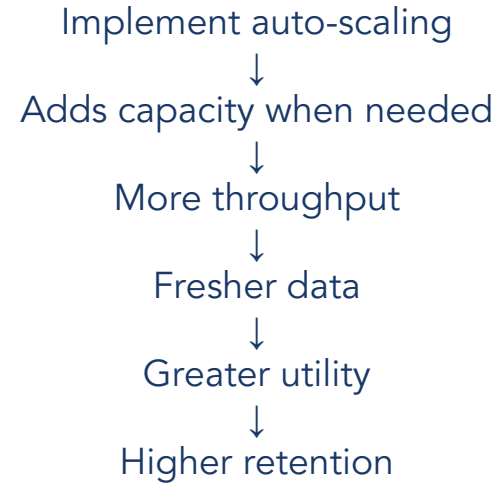 Implement auto-scaling
↓
Adds capacity when needed
↓
More throughput
↓
Fresher data
↓
Greater utility
↓
Higher retention